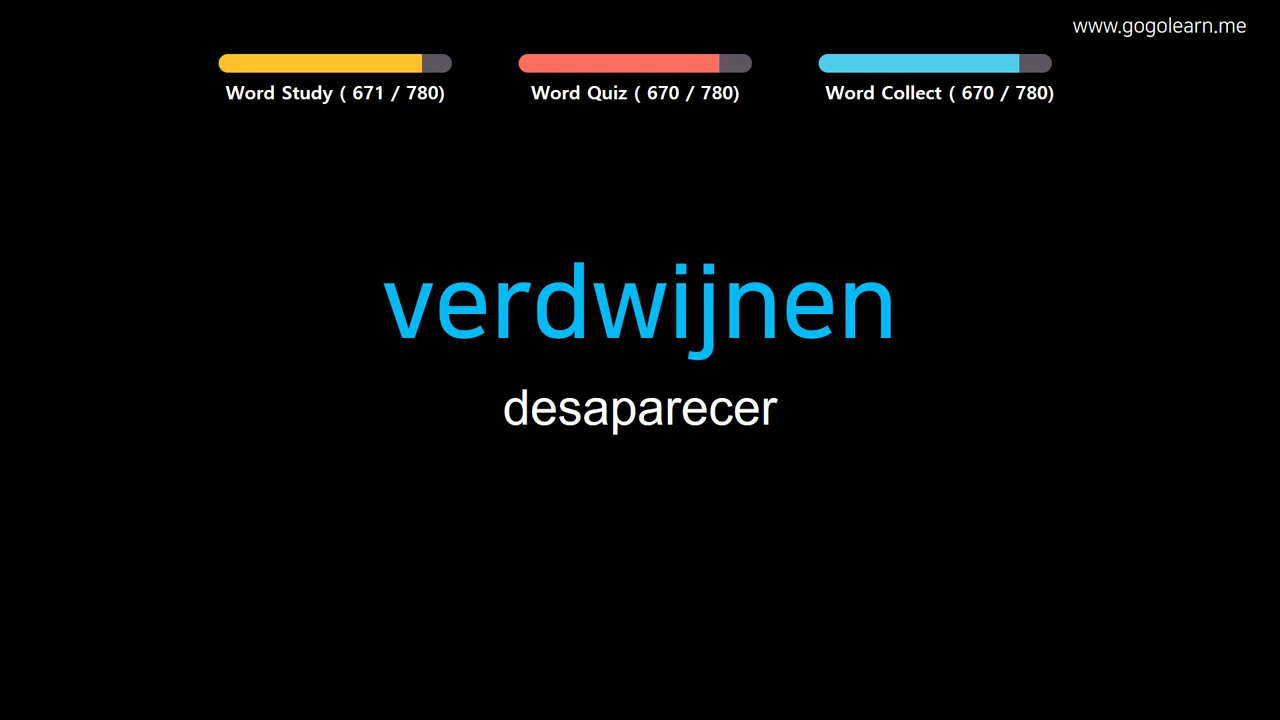 www.gogolearn.me
Word Study ( 671 / 780)
Word Quiz ( 670 / 780)
Word Collect ( 670 / 780)
verdwijnen
desaparecer